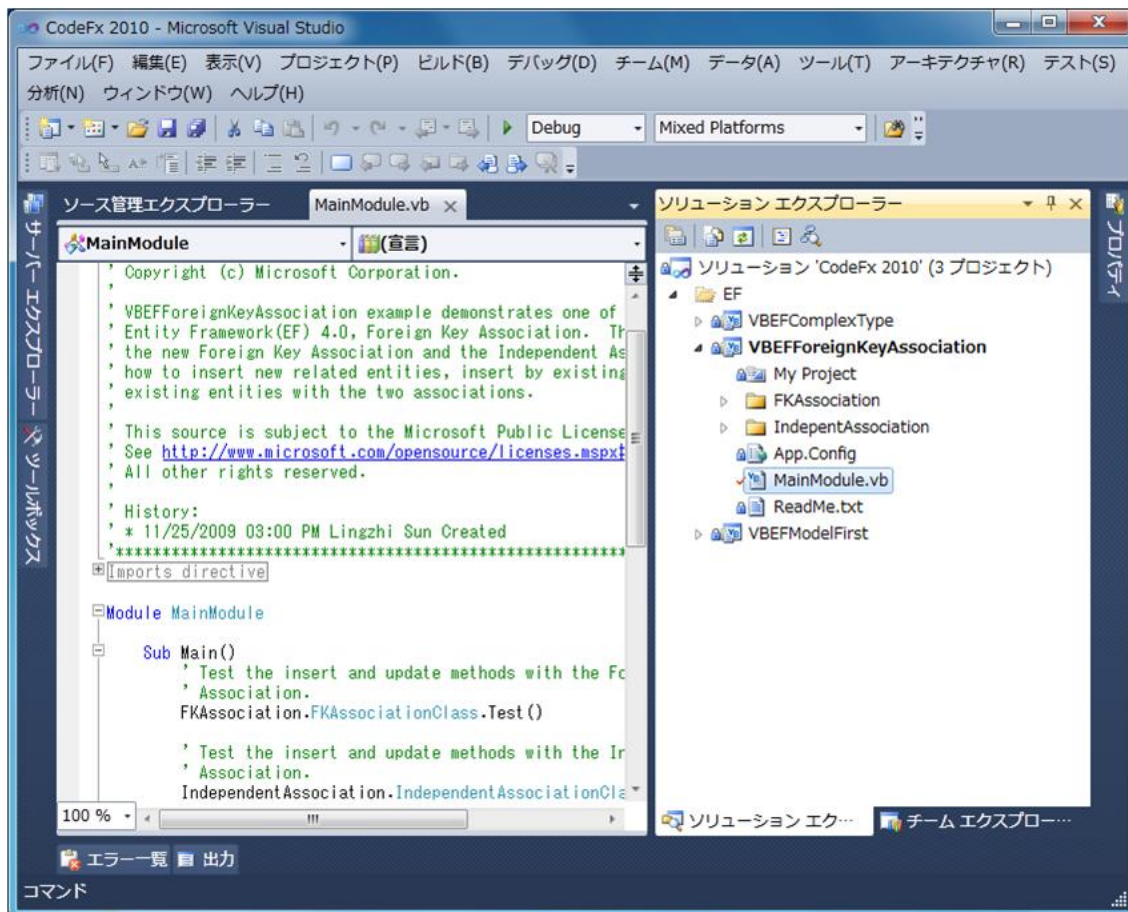 CodeFx 2010 - Microsoft Visual Studio
ファイル(F) 編集(E) 表示(V) プロジェクト(P) ビルド(B) デバッグ(D) チーム(M) データ(A) ツール(T) アーキテクチャ(R) テスト(S)
分析(N) ウィンドウ(W) ヘルプ(H)
Debug Mixed Platforms
サーバー エクスプローラー
ツールボックス
ソース管理エクスプローラー MainModule.vb
MainModule (宣言)
' Copyright (c) Microsoft Corporation.
'
' VBEFForeignKeyAssociation example demonstrates one of
' Entity Framework(EF) 4.0, Foreign Key Association. Th
' the new Foreign Key Association and the Independent As
' how to insert new related entities, insert by existing
' existing entities with the two associations.
'
' This source is subject to the Microsoft Public License
' See http://www.microsoft.com/opensource/licenses.mspx
' All other rights reserved.
'
' History:
' * 11/25/2009 03:00 PM Lingzhi Sun Created
'*******************************************************
Imports directive
Module MainModule
Sub Main()
' Test the insert and update methods with the Fo
' Association.
FKAssociation.FKAssociationClass.Test()
' Test the insert and update methods with the In
' Association.
IndependentAssociation.IndependentAssociationCla
100 %
ソリューション エクスプローラー
ソリューション 'CodeFx 2010' (3 プロジェクト)
EF
VBEFComplexType
VBEFForeignKeyAssociation
My Project
FKAssociation
IndepentAssociation
App.Config
MainModule.vb
ReadMe.txt
VBEFModelFirst
ソリューション エク… チーム エクスプロー…
プロパティ
エラー一覧 出力
コマンド